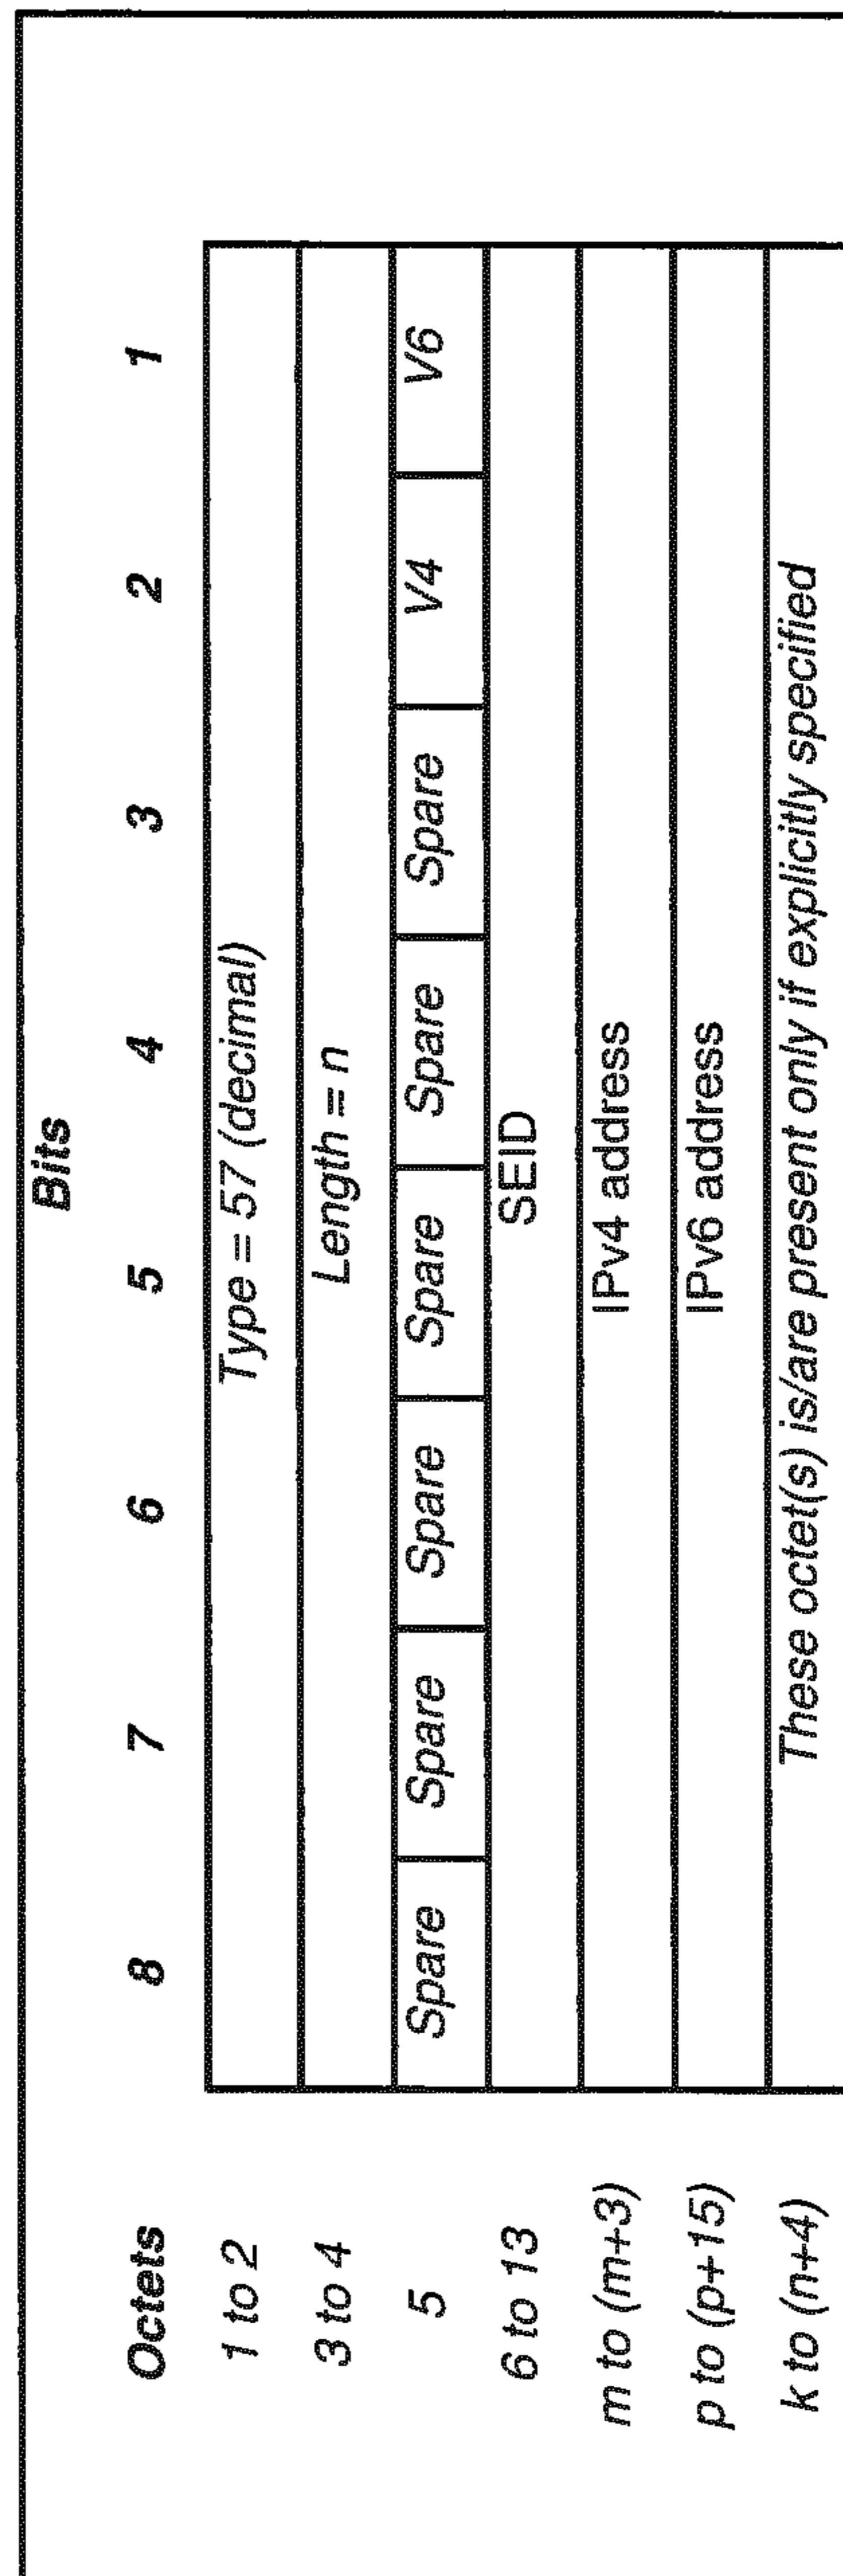 Bits
Octets 8 7 6 5 4 3 2 1
1 to 2 Type = 57 (decimal)
3 to 4 Length = n
5 Spare Spare Spare Spare Spare Spare V4 V6
6 to 13 SEID
m to (m+3) IPv4 address
p to (p+15) IPv6 address
k to (n+4) These octet(s) is/are present only if explicitly specified